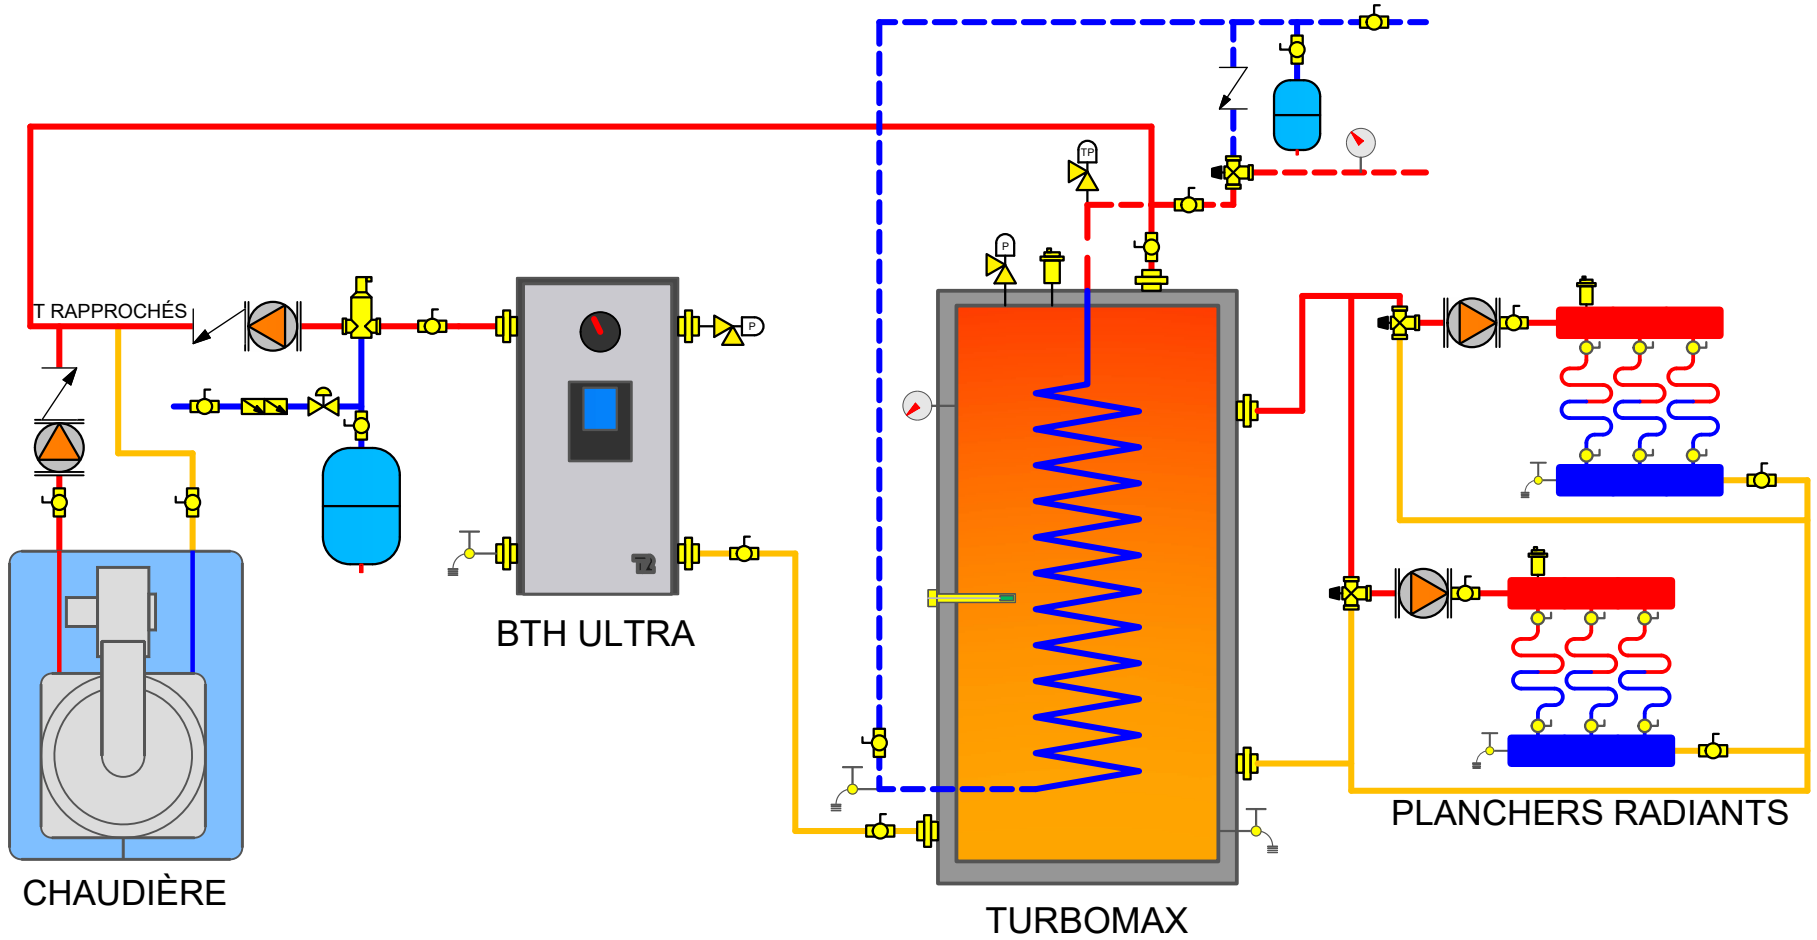 TP
P
T RAPPROCHÉS
P
BTH ULTRA
PLANCHERS RADIANTS
CHAUDIÈRE
TURBOMAX